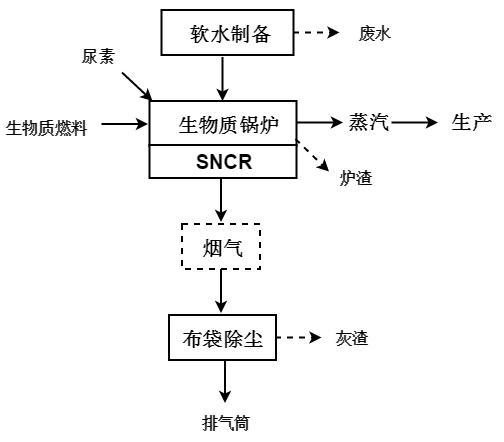 软水制备
废水
尿素
生物质燃料
生物质锅炉
蒸汽
生产
SNCR
炉渣
烟气
布袋除尘
灰渣
排气筒